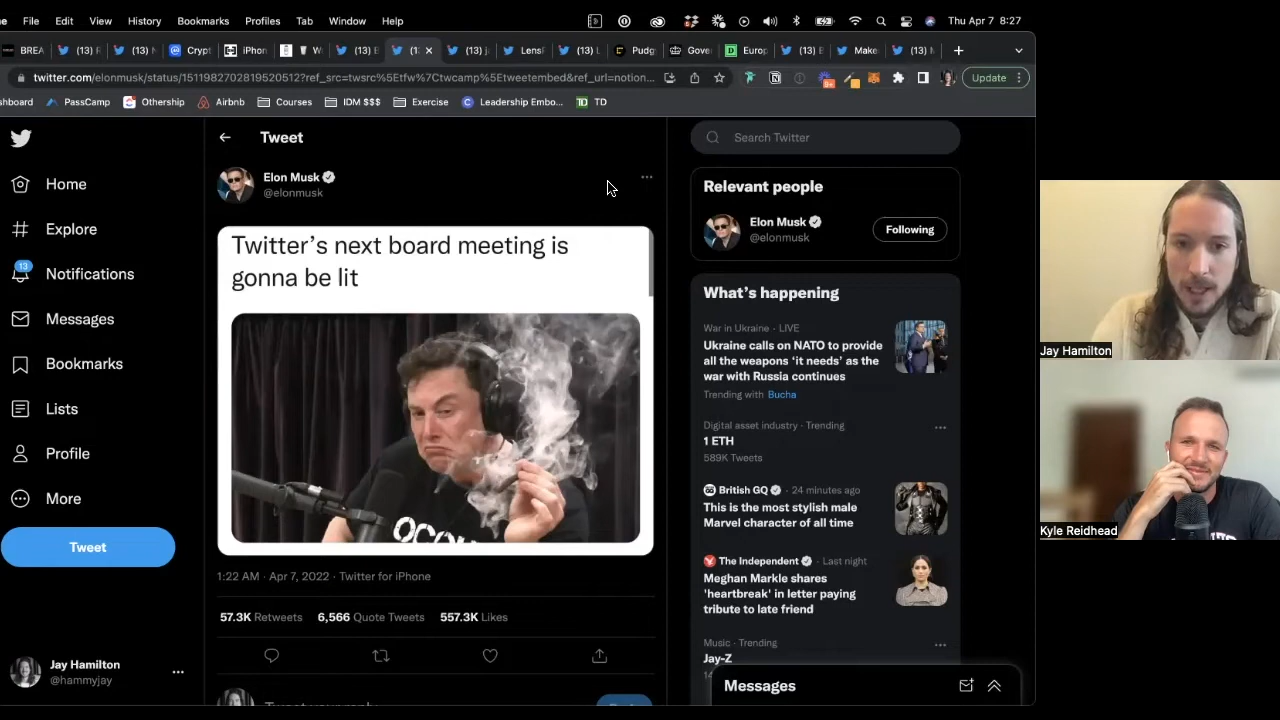 File Edit View History Bookmarks Profiles Tab Window Help
Thu Apr 7 8:27
BREA
(13)
(13)
Crypt
iPhon
(13)
(13)
Pudg
Gove
Europ
(13)
Make
(13)
twitter.com/elonmusk/status/1511982702819520512?ref_src=twsrc%5Etfw%7Ctwcamp%5Etweetembed&ref_url=notion...
Update
shboard
PassCamp
Othership
Airbnb
Courses
IDM $$$
Exercise
Leadership Embo...
TD
Home
Explore
13
Notifications
Messages
Bookmarks
Lists
Profile
More
Tweet
Jay Hamilton
@hammyjay
Tweet
Elon Musk
@elonmusk
Twitter’s next board meeting is
gonna be lit
OCCU
1:22 AM · Apr 7, 2022 · Twitter for iPhone
57.3K Retweets 6,566 Quote Tweets 557.3K Likes
Search Twitter
Relevant people
Elon Musk
@elonmusk
Following
What’s happening
War in Ukraine · LIVE
Ukraine calls on NATO to provide
all the weapons ‘it needs’ as the
war with Russia continues
Trending with Bucha
Digital asset industry · Trending
1 ETH
589K Tweets
British GQ · 24 minutes ago
This is the most stylish male
Marvel character of all time
The Independent · Last night
Meghan Markle shares
'heartbreak' in letter paying
tribute to late friend
Music · Trending
Jay-Z
Messages
Jay Hamilton
Kyle Reidhead